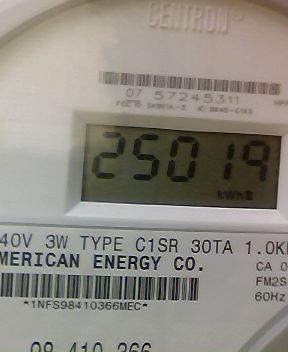 CENTRON
07 57245311
25019
kWh
40V 3W TYPE C1SR 30TA 1.0K
MERICAN ENERGY CO.
CA 0
FM2S
60Hz
*1NFS98410366MEC*
98 410 366